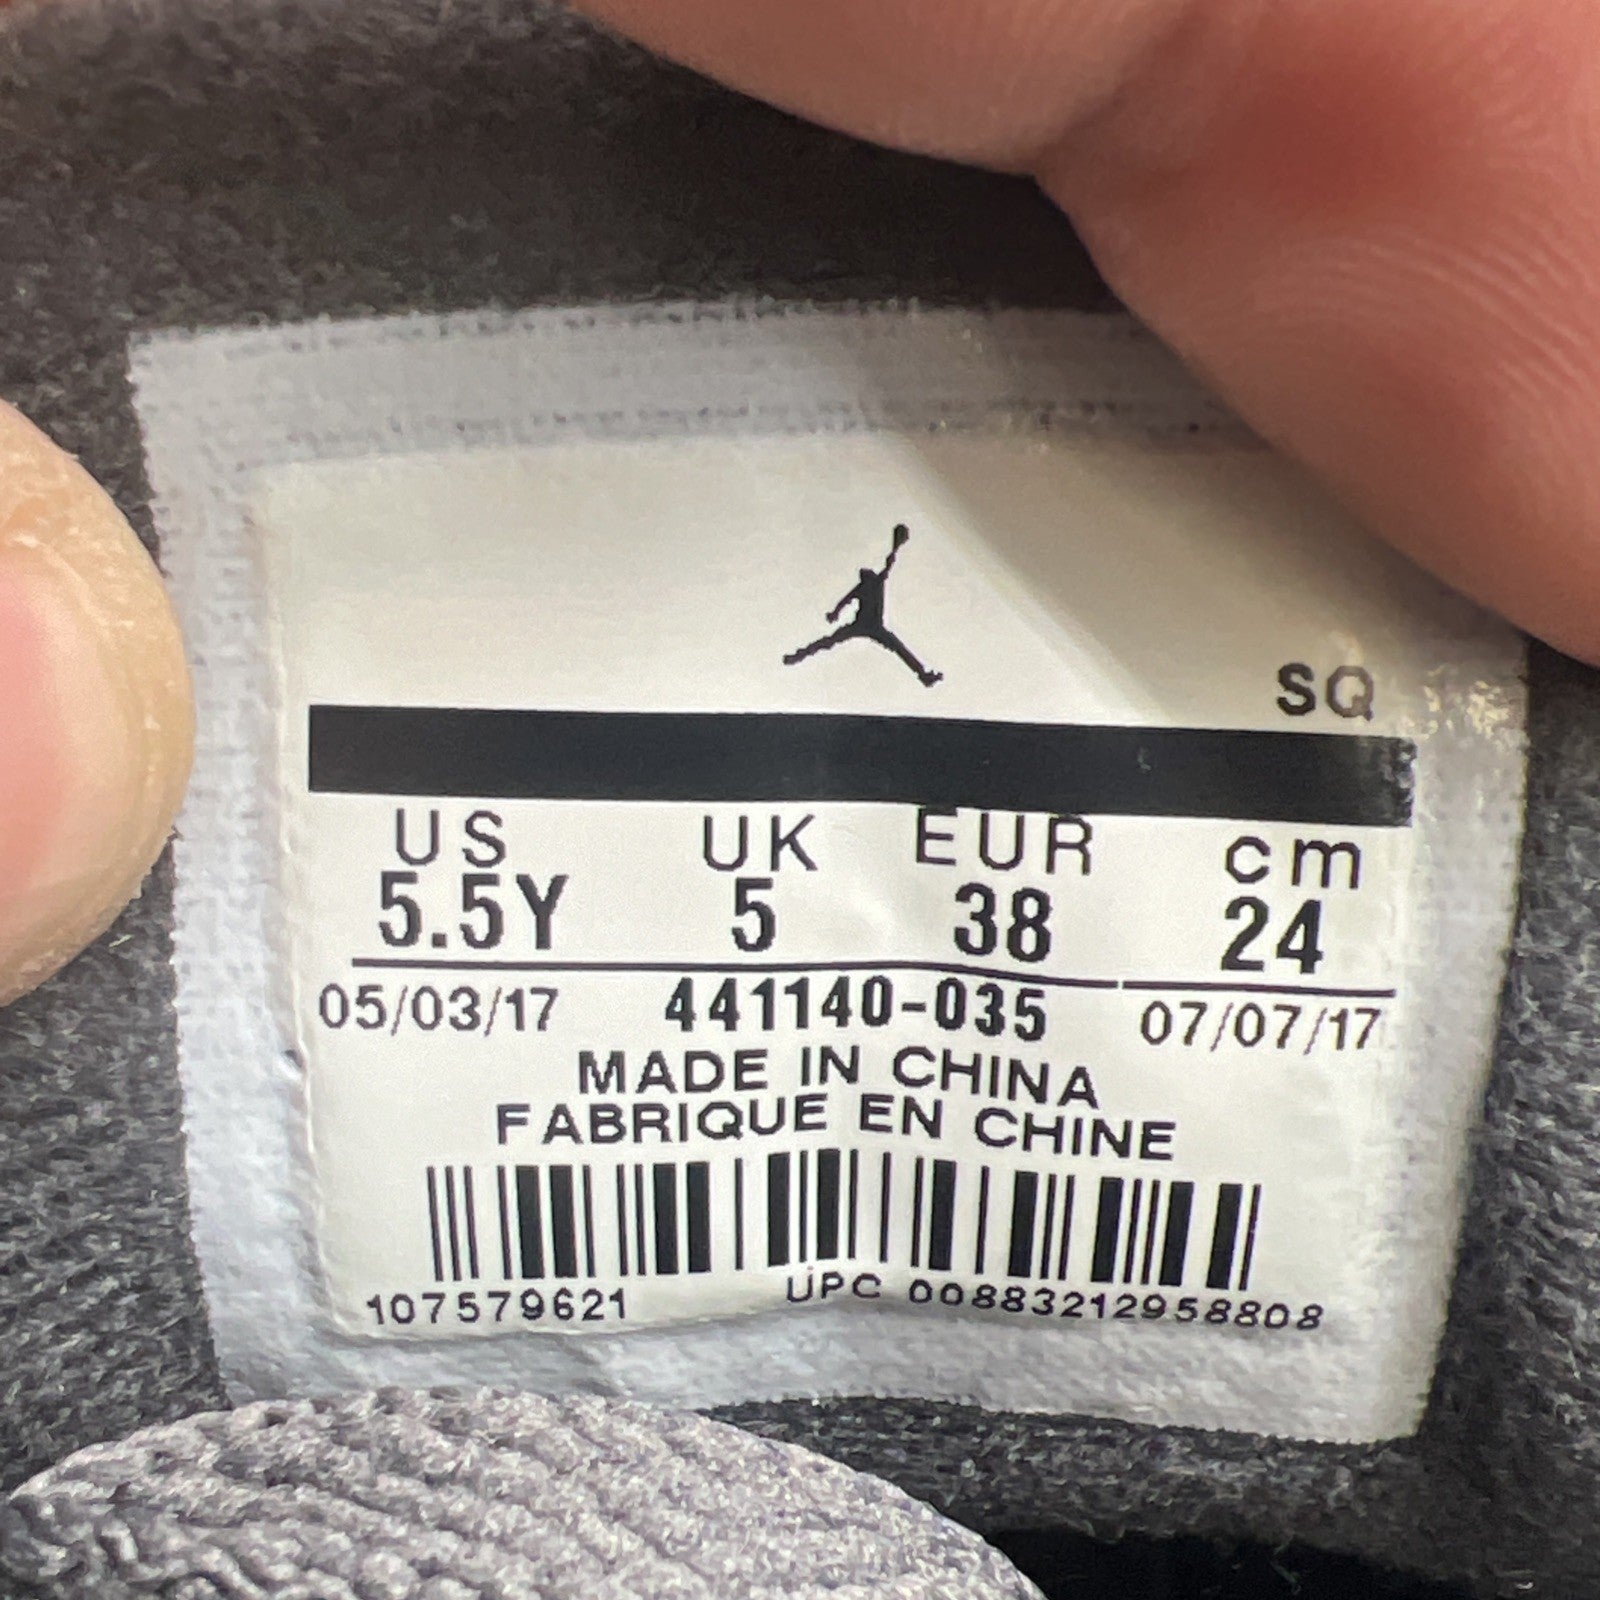 SQ
US UK EUR cm
5.5Y 5 38 24
05/03/17 441140-035 07/07/17
MADE IN CHINA
FABRIQUE EN CHINE
107579621 UPC 00883212958808